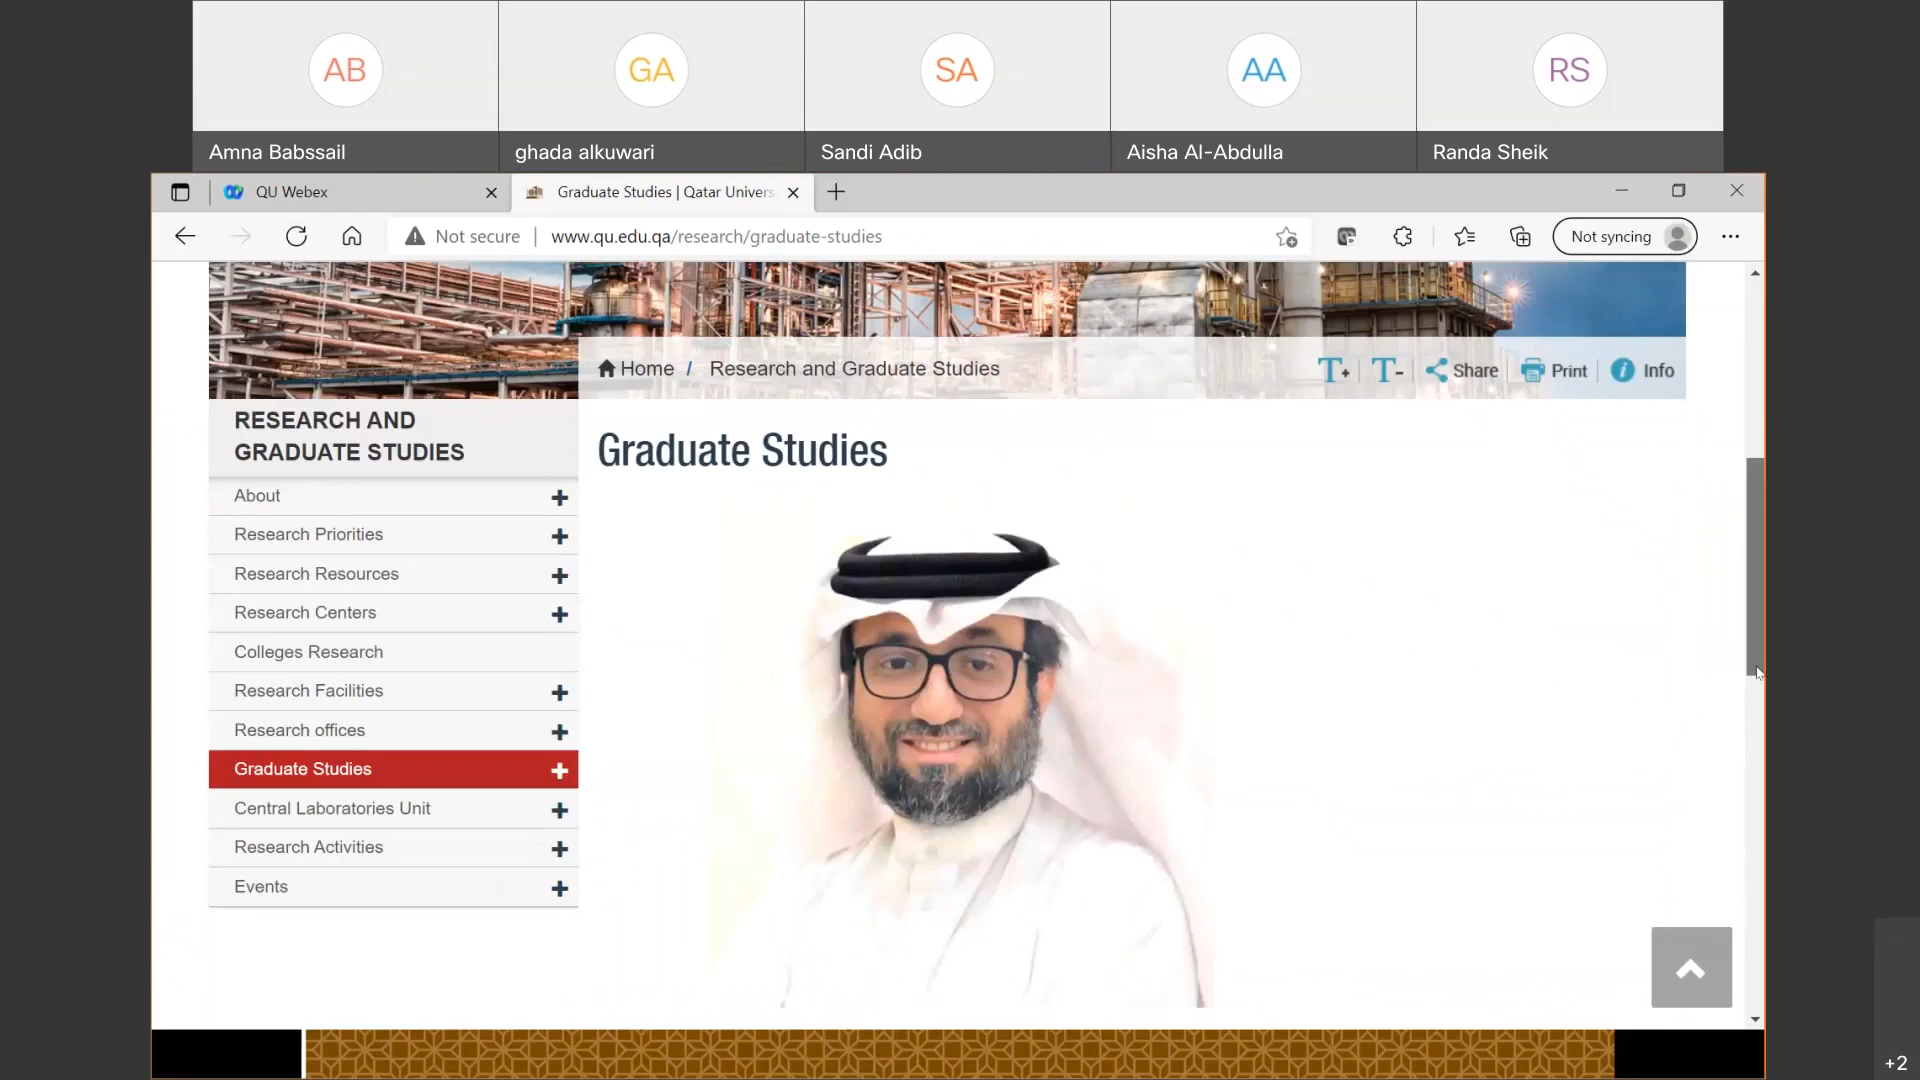 AB
GA
SA
AA
RS
Amna Babssail
ghada alkuwari
Sandi Adib
Aisha Al-Abdulla
Randa Sheik
QU Webex
Graduate Studies | Qatar Univers
Not secure
www.qu.edu.qa/research/graduate-studies
Not syncing
Home / Research and Graduate Studies
T+
T-
Share
Print
Info
RESEARCH AND
GRADUATE STUDIES
About
Research Priorities
Research Resources
Research Centers
Colleges Research
Research Facilities
Research offices
Graduate Studies
Central Laboratories Unit
Research Activities
Events
Graduate Studies
+2